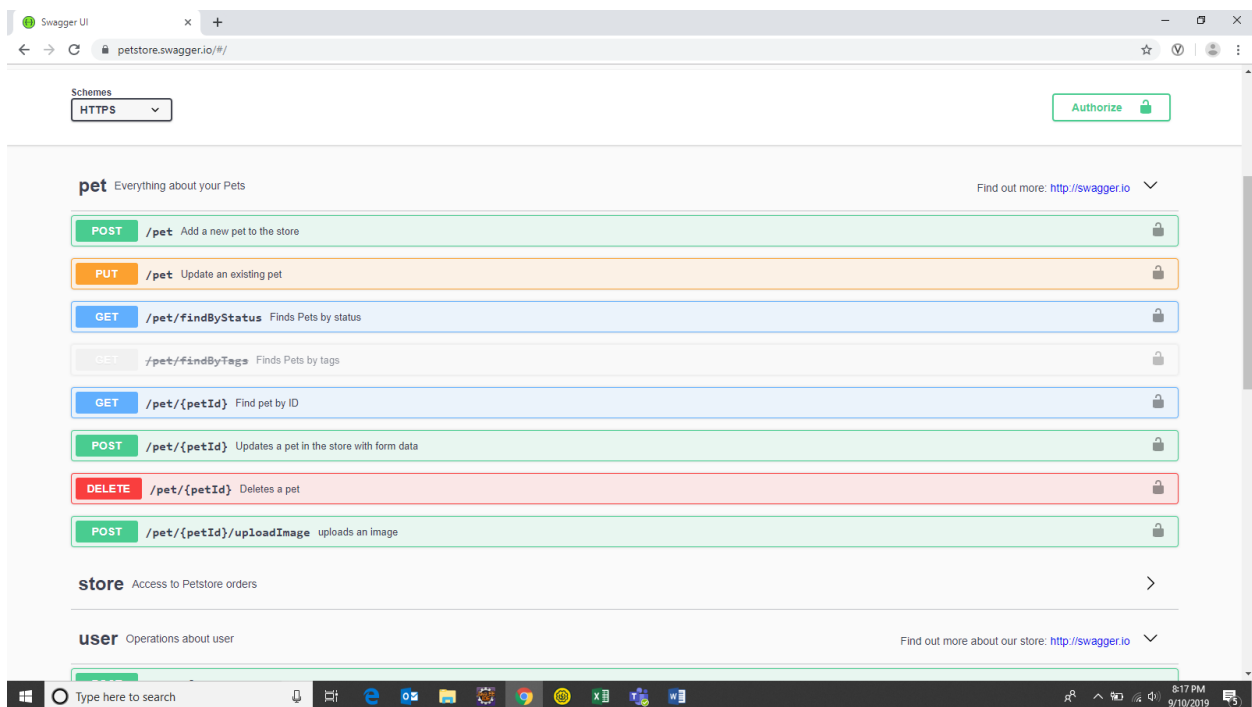 Swagger UI
petstore.swagger.io/#/
Schemes
HTTPS
Authorize
pet Everything about your Pets
Find out more: http://swagger.io
POST /pet Add a new pet to the store
PUT /pet Update an existing pet
GET /pet/findByStatus Finds Pets by status
GET /pet/findByTags Finds Pets by tags
GET /pet/{petId} Find pet by ID
POST /pet/{petId} Updates a pet in the store with form data
DELETE /pet/{petId} Deletes a pet
POST /pet/{petId}/uploadImage uploads an image
store Access to Petstore orders
user Operations about user
Find out more about our store: http://swagger.io
Type here to search
8:17 PM
9/10/2019